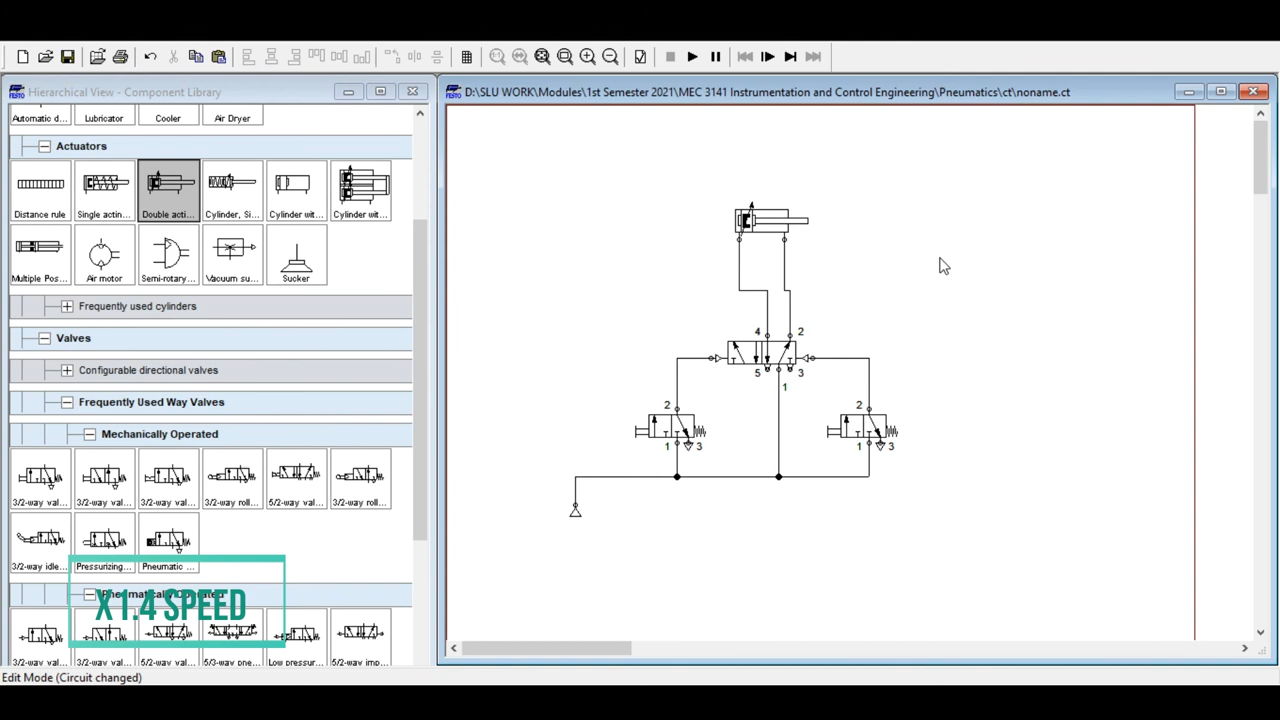 FESTO Hierarchical View - Component Library
Automatic d... Lubricator Cooler Air Dryer
Actuators
Distance rule Single actin... Double acti... Cylinder, Si... Cylinder wit... Cylinder wit...
Multiple Pos... Air motor Semi-rotary... Vacuum su... Sucker
Frequently used cylinders
Valves
Configurable directional valves
Frequently Used Way Valves
Mechanically Operated
3/2-way val... 3/2-way val... 3/2-way val... 3/2-way roll... 5/2-way val... 3/2-way roll...
3/2-way idle... Pressurizing... Pneumatic ...
X1.4 SPEED
3/2-way val... 3/2-way val... 5/2-way val... 5/3-way pne... Low pressur... 5/2-way imp...
FESTO D:\SLU WORK\Modules\1st Semester 2021\MEC 3141 Instrumentation and Control Engineering\Pneumatics\ct\noname.ct
4 2
5 3
1
2 2
1 3 1 3
Edit Mode (Circuit changed)